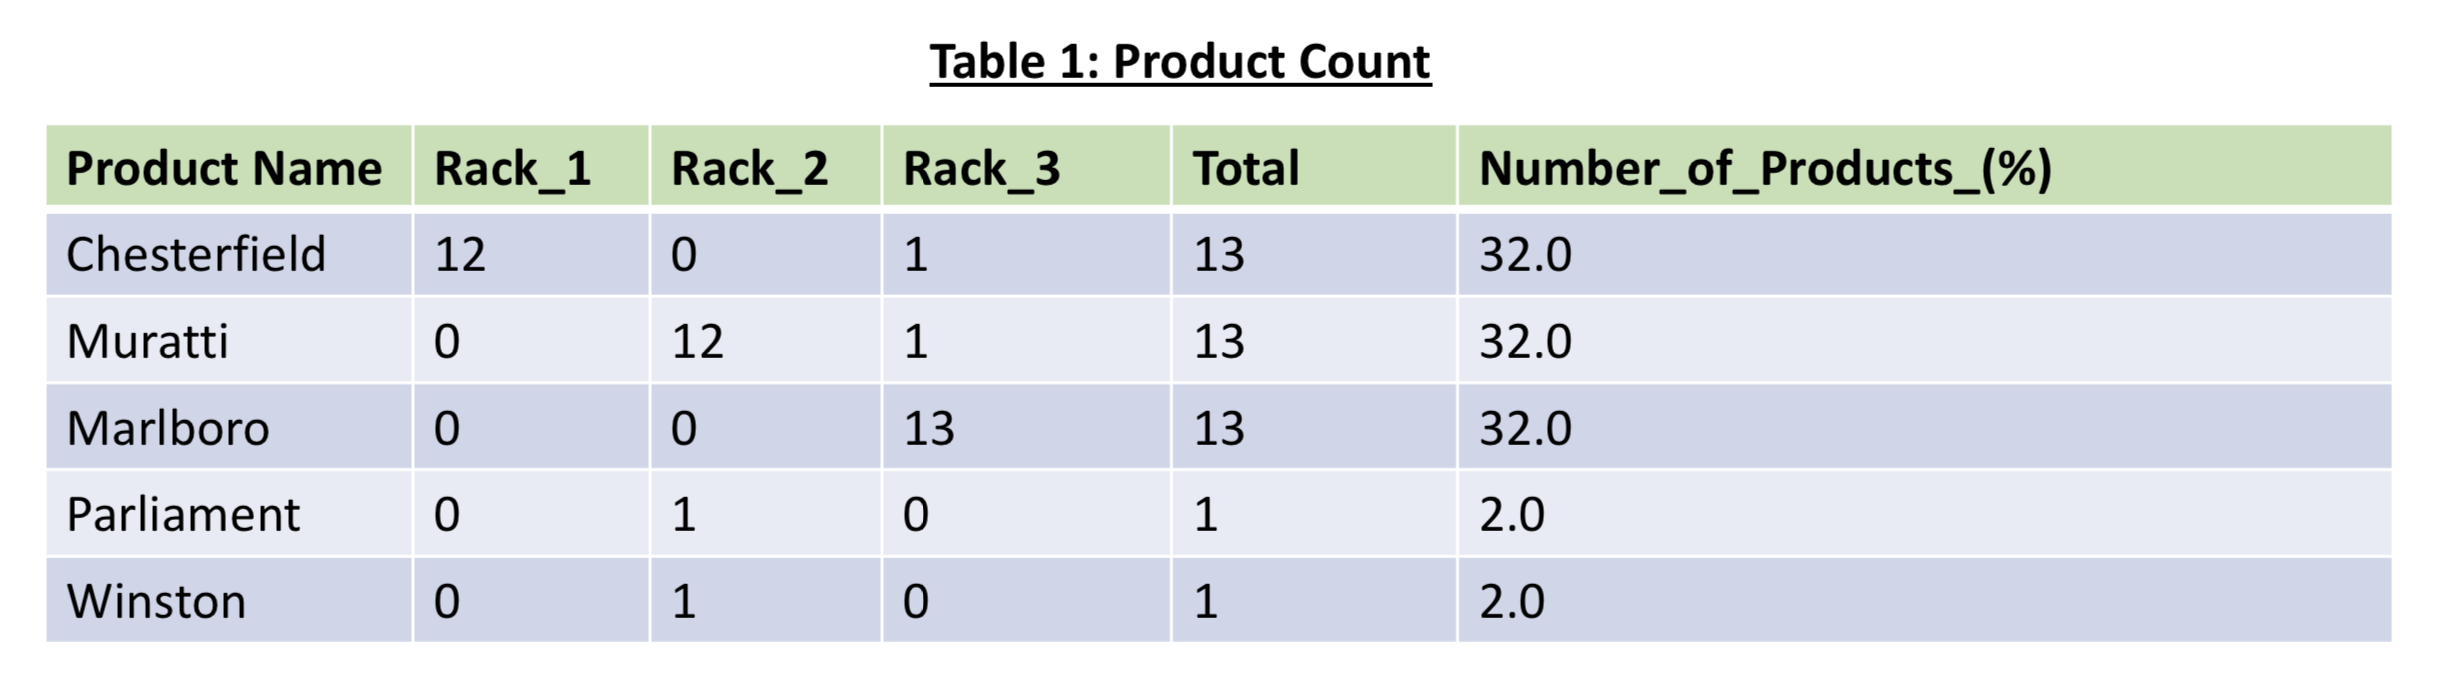 Table 1: Product Count
Product Name Rack_1 Rack_2 Rack_3 Total Number_of_Products_(%)
Chesterfield 12 0 1 13 32.0
Muratti 0 12 1 13 32.0
Marlboro 0 0 13 13 32.0
Parliament 0 1 0 1 2.0
Winston 0 1 0 1 2.0